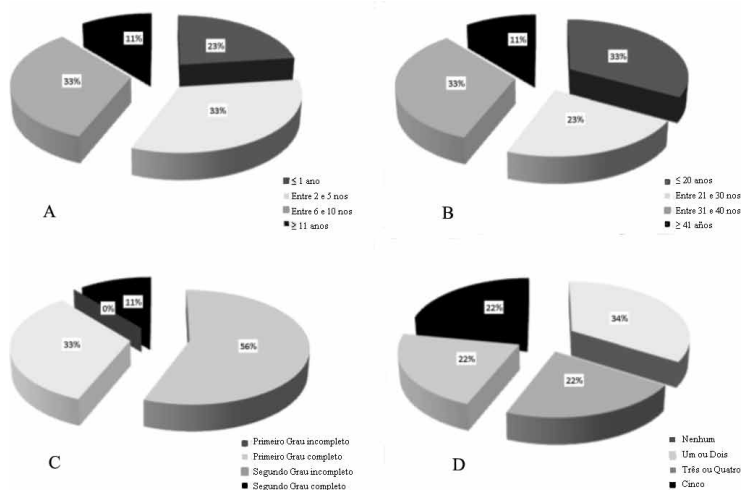 11%
23%
33%
33%
≤ 1 ano
Entre 2 e 5 nos
Entre 6 e 10 nos
≥ 11 anos
A
11%
33%
33%
23%
≤ 20 anos
Entre 21 e 30 nos
Entre 31 e 40 nos
≥ 41 años
B
11%
0%
33%
56%
Primeiro Grau incompleto
Primeiro Grau completo
Segundo Grau incompleto
Segundo Grau completo
C
22%
34%
22%
22%
Nenhum
Um ou Dois
Três ou Quatro
Cinco
D